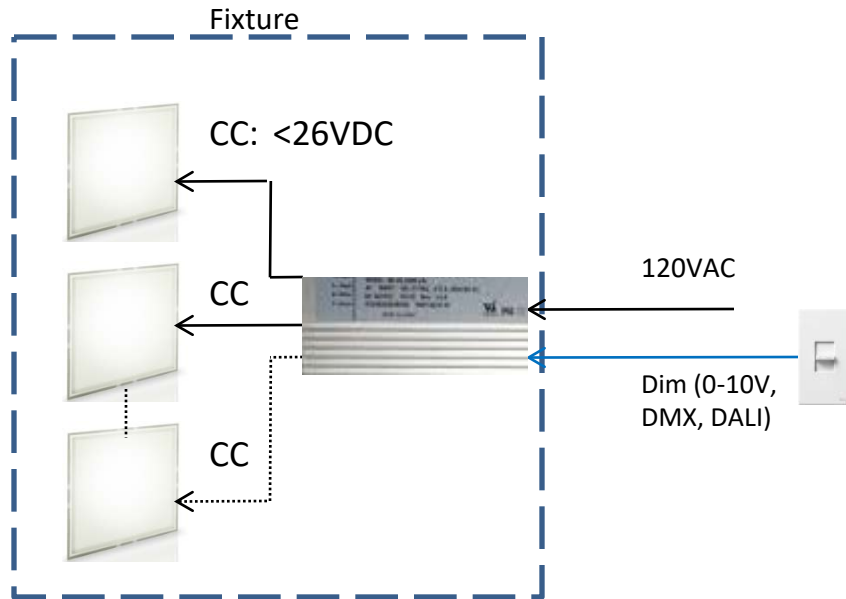 Fixture
CC: <26VDC
CC
120VAC
Dim (0-10V,
DMX, DALI)
CC